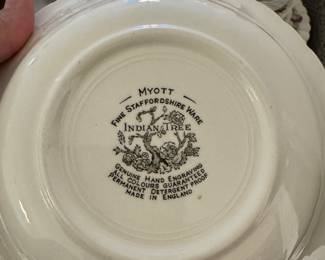 MYOTT
FINE STAFFORDSHIRE WARE
INDIAN TREE
GENUINE HAND ENGRAVING
ALL COLOURS GUARANTEED
PERMANENT DETERGENT PROOF
MADE IN ENGLAND